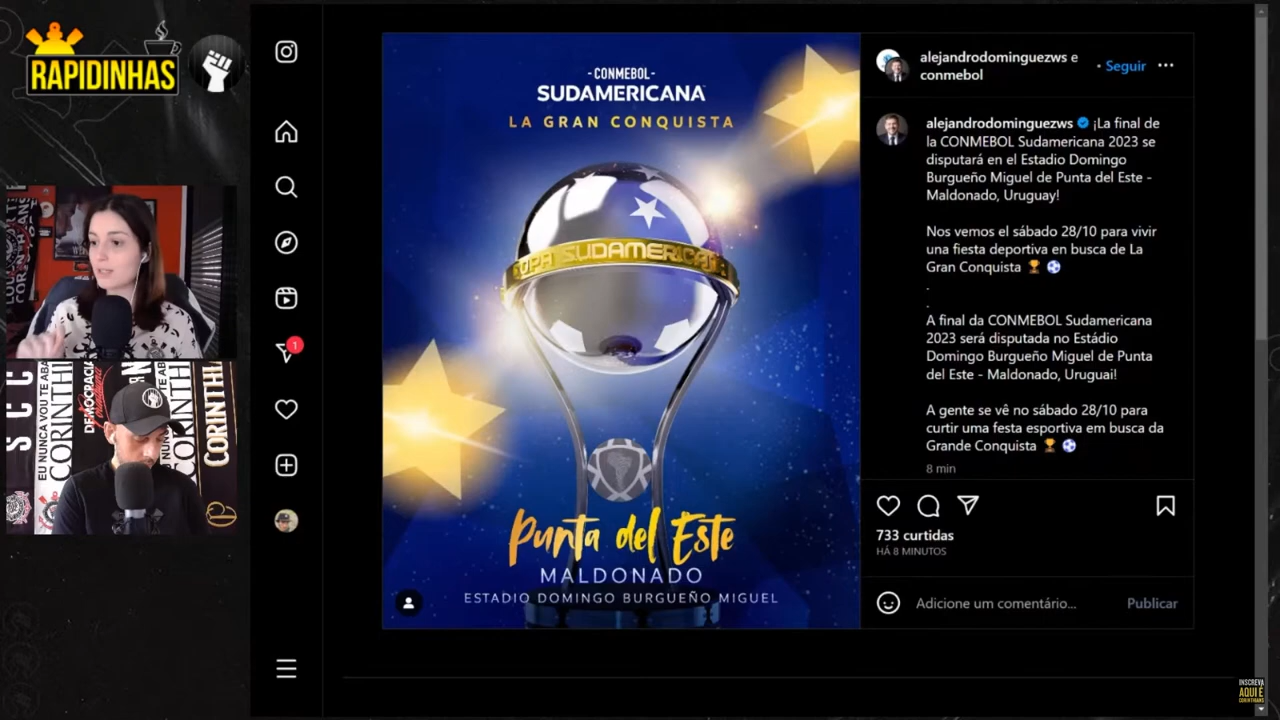 RAPIDINHAS
EU NUNCA VOU TE ABA
CORINTHI
DEMOCRACIA
CORINTHIA
- CONMEBOL -
SUDAMERICANA
LA GRAN CONQUISTA
COPA SUDAMERICANA
Punta del Este
MALDONADO
ESTADIO DOMINGO BURGUEÑO MIGUEL
alejandrodominguezws e
conmebol
• Seguir
alejandrodominguezws ¡La final de
la CONMEBOL Sudamericana 2023 se
disputará en el Estadio Domingo
Burgueño Miguel de Punta del Este -
Maldonado, Uruguay!
Nos vemos el sábado 28/10 para vivir
una fiesta deportiva en busca de La
Gran Conquista 🏆 ⚽
.
.
A final da CONMEBOL Sudamericana
2023 será disputada no Estádio
Domingo Burgueño Miguel de Punta
del Este - Maldonado, Uruguai!
A gente se vê no sábado 28/10 para
curtir uma festa esportiva em busca da
Grande Conquista 🏆 ⚽
8 min
733 curtidas
HÁ 8 MINUTOS
Adicione um comentário...
Publicar
1
INSCREVA
AQUI É
CORINTHIANS